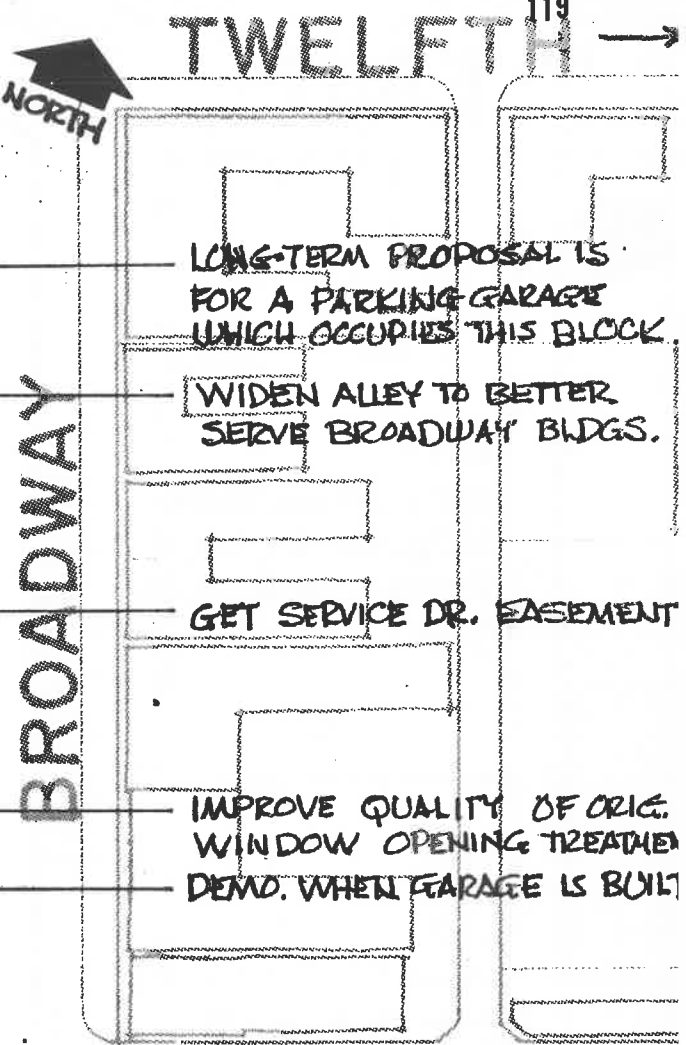 119
TWELFTH
NORTH
LONG-TERM PROPOSAL IS
FOR A PARKING GARAGE
WHICH OCCUPIES THIS BLOCK.
WIDEN ALLEY TO BETTER
SERVE BROADWAY BLDGS.
BROADWAY
GET SERVICE DR. EASEMENT
IMPROVE QUALITY OF ORIG.
WINDOW OPENING TREATMEN
DEMO. WHEN GARAGE IS BUILT